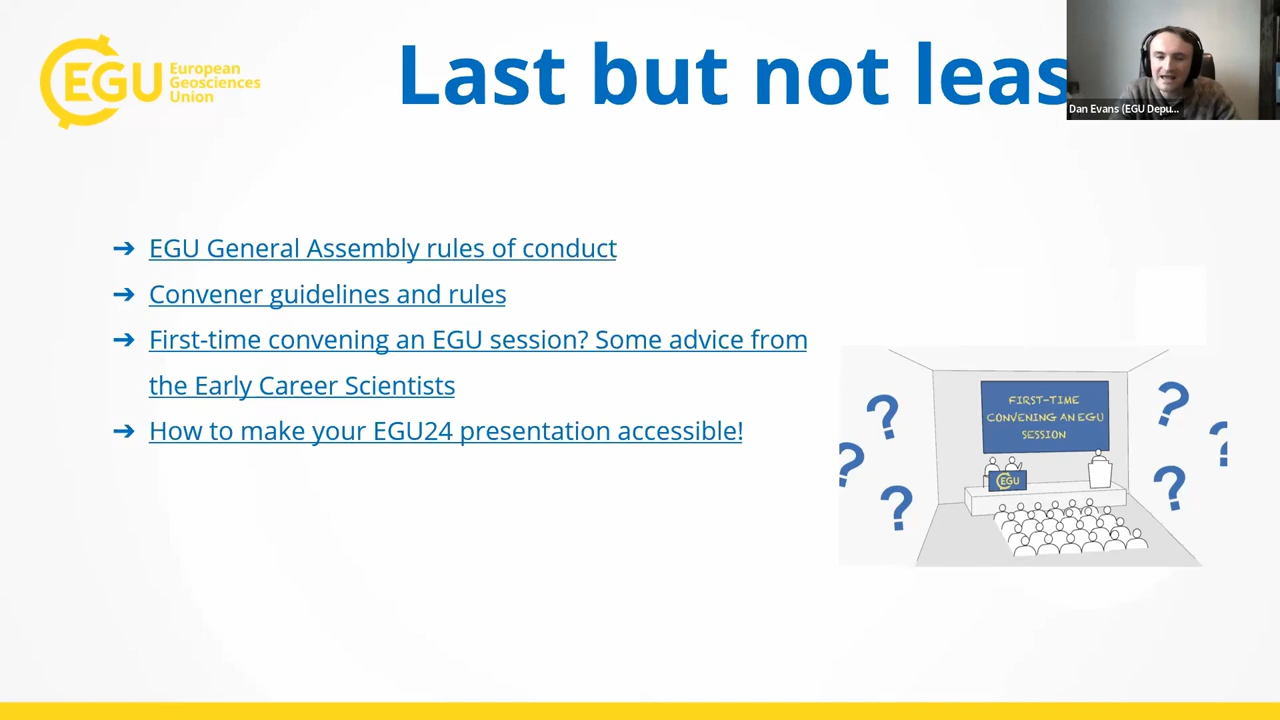 EGU European
Geosciences
Union
Last but not leas
Dan Evans (EGU Depu...
➔ EGU General Assembly rules of conduct
➔ Convener guidelines and rules
➔ First-time convening an EGU session? Some advice from
the Early Career Scientists
➔ How to make your EGU24 presentation accessible!
? ? ? ? ? ?
FIRST-TIME
CONVENING AN EGU
SESSION
EGU